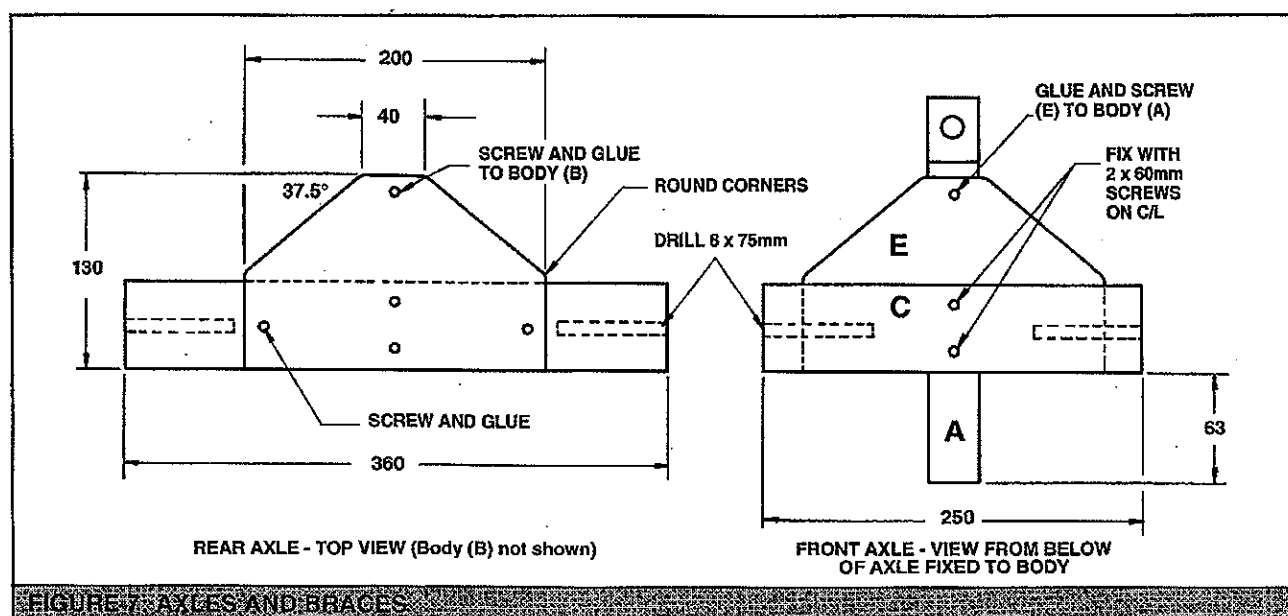 200
40
SCREW AND GLUE
TO BODY (B)
37.5°
ROUND CORNERS
130
DRILL 8 x 75mm
SCREW AND GLUE
360
REAR AXLE - TOP VIEW (Body (B) not shown)
GLUE AND SCREW
(E) TO BODY (A)
FIX WITH
2 x 60mm
SCREWS
ON C/L
E
C
A
63
250
FRONT AXLE - VIEW FROM BELOW
OF AXLE FIXED TO BODY
FIGURE 7: AXLES AND BRACES